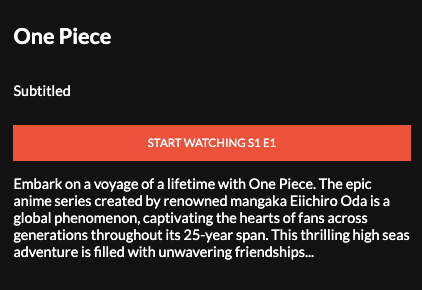 One Piece
Subtitled
START WATCHING S1 E1
Embark on a voyage of a lifetime with One Piece. The epic
anime series created by renowned mangaka Eiichiro Oda is a
global phenomenon, captivating the hearts of fans across
generations throughout its 25-year span. This thrilling high seas
adventure is filled with unwavering friendships...